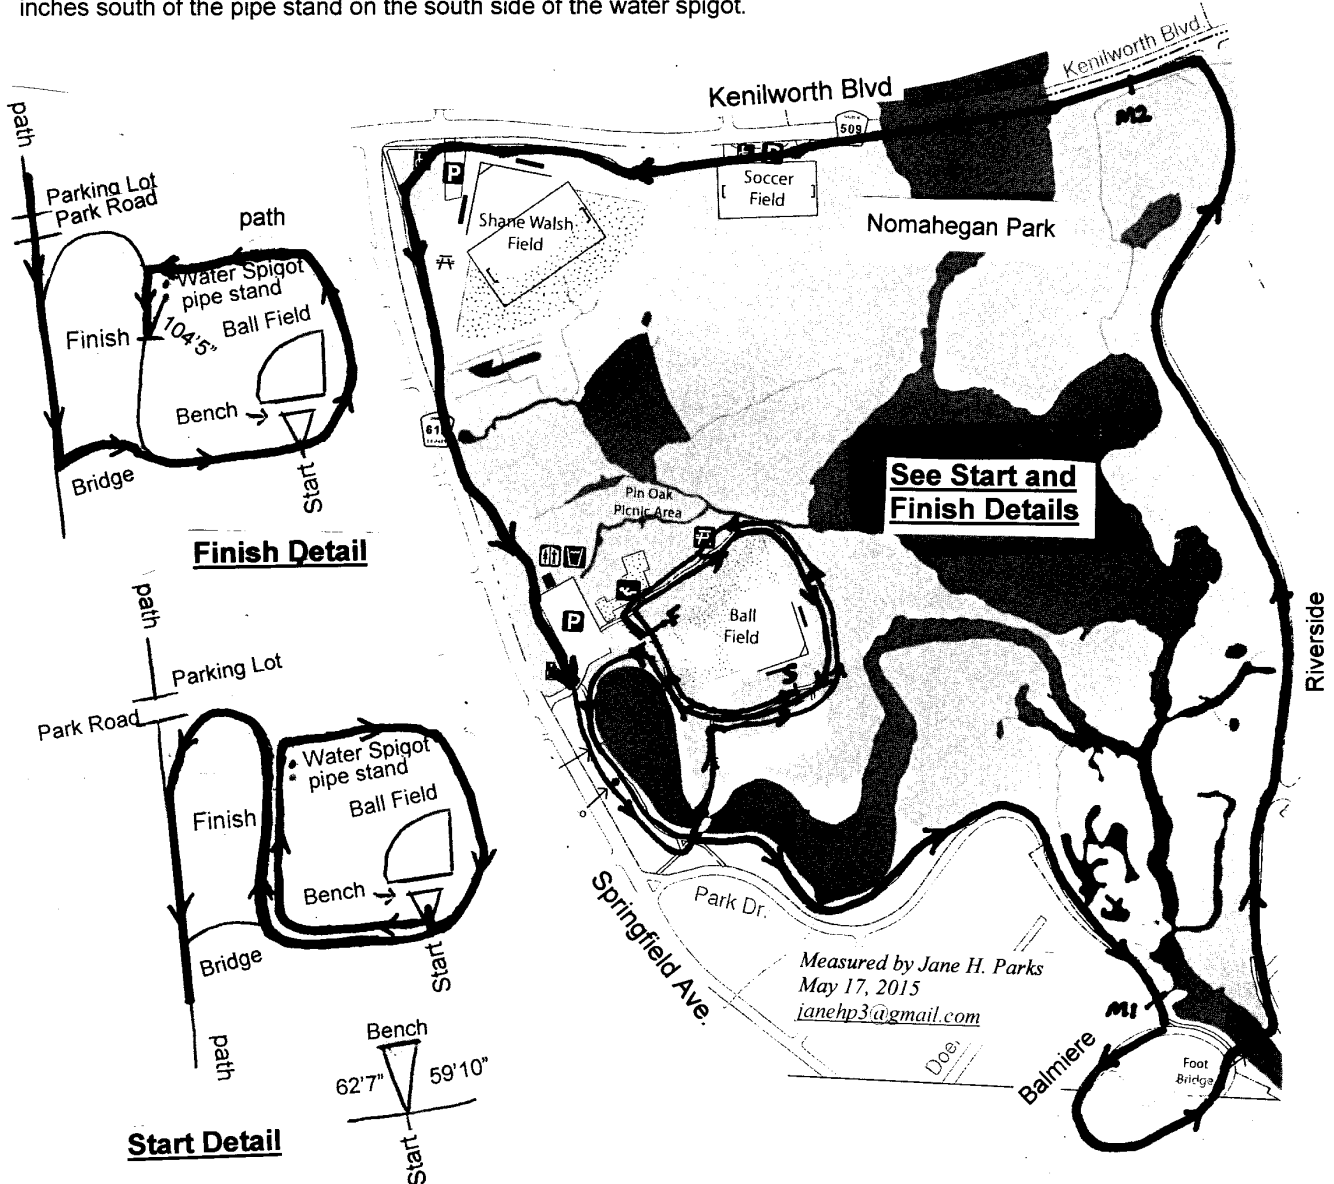 inches south of the pipe stand on the south side of the water spigot.
path
Parking Lot
Park Road
path
Water Spigot
pipe stand
Finish
104'5"
Ball Field
Bench
Start
Bridge
Finish Detail
path
Parking Lot
Park Road
Water Spigot
pipe stand
Finish
Ball Field
Bench
Bridge
Start
path
Bench
62'7"
59'10"
Start
Start Detail
Kenilworth Blvd
Kenilworth Blvd.
M2
509
P
P
Soccer
Field
Shane Walsh
Field
Nomahegan Park
61
See Start and
Finish Details
Pin Oak
Picnic Area
P
F
Ball
Field
S
Riverside
Springfield Ave.
Park Dr.
Measured by Jane H. Parks
May 17, 2015
janehp3@gmail.com
M1
Balmiere
Foot
Bridge